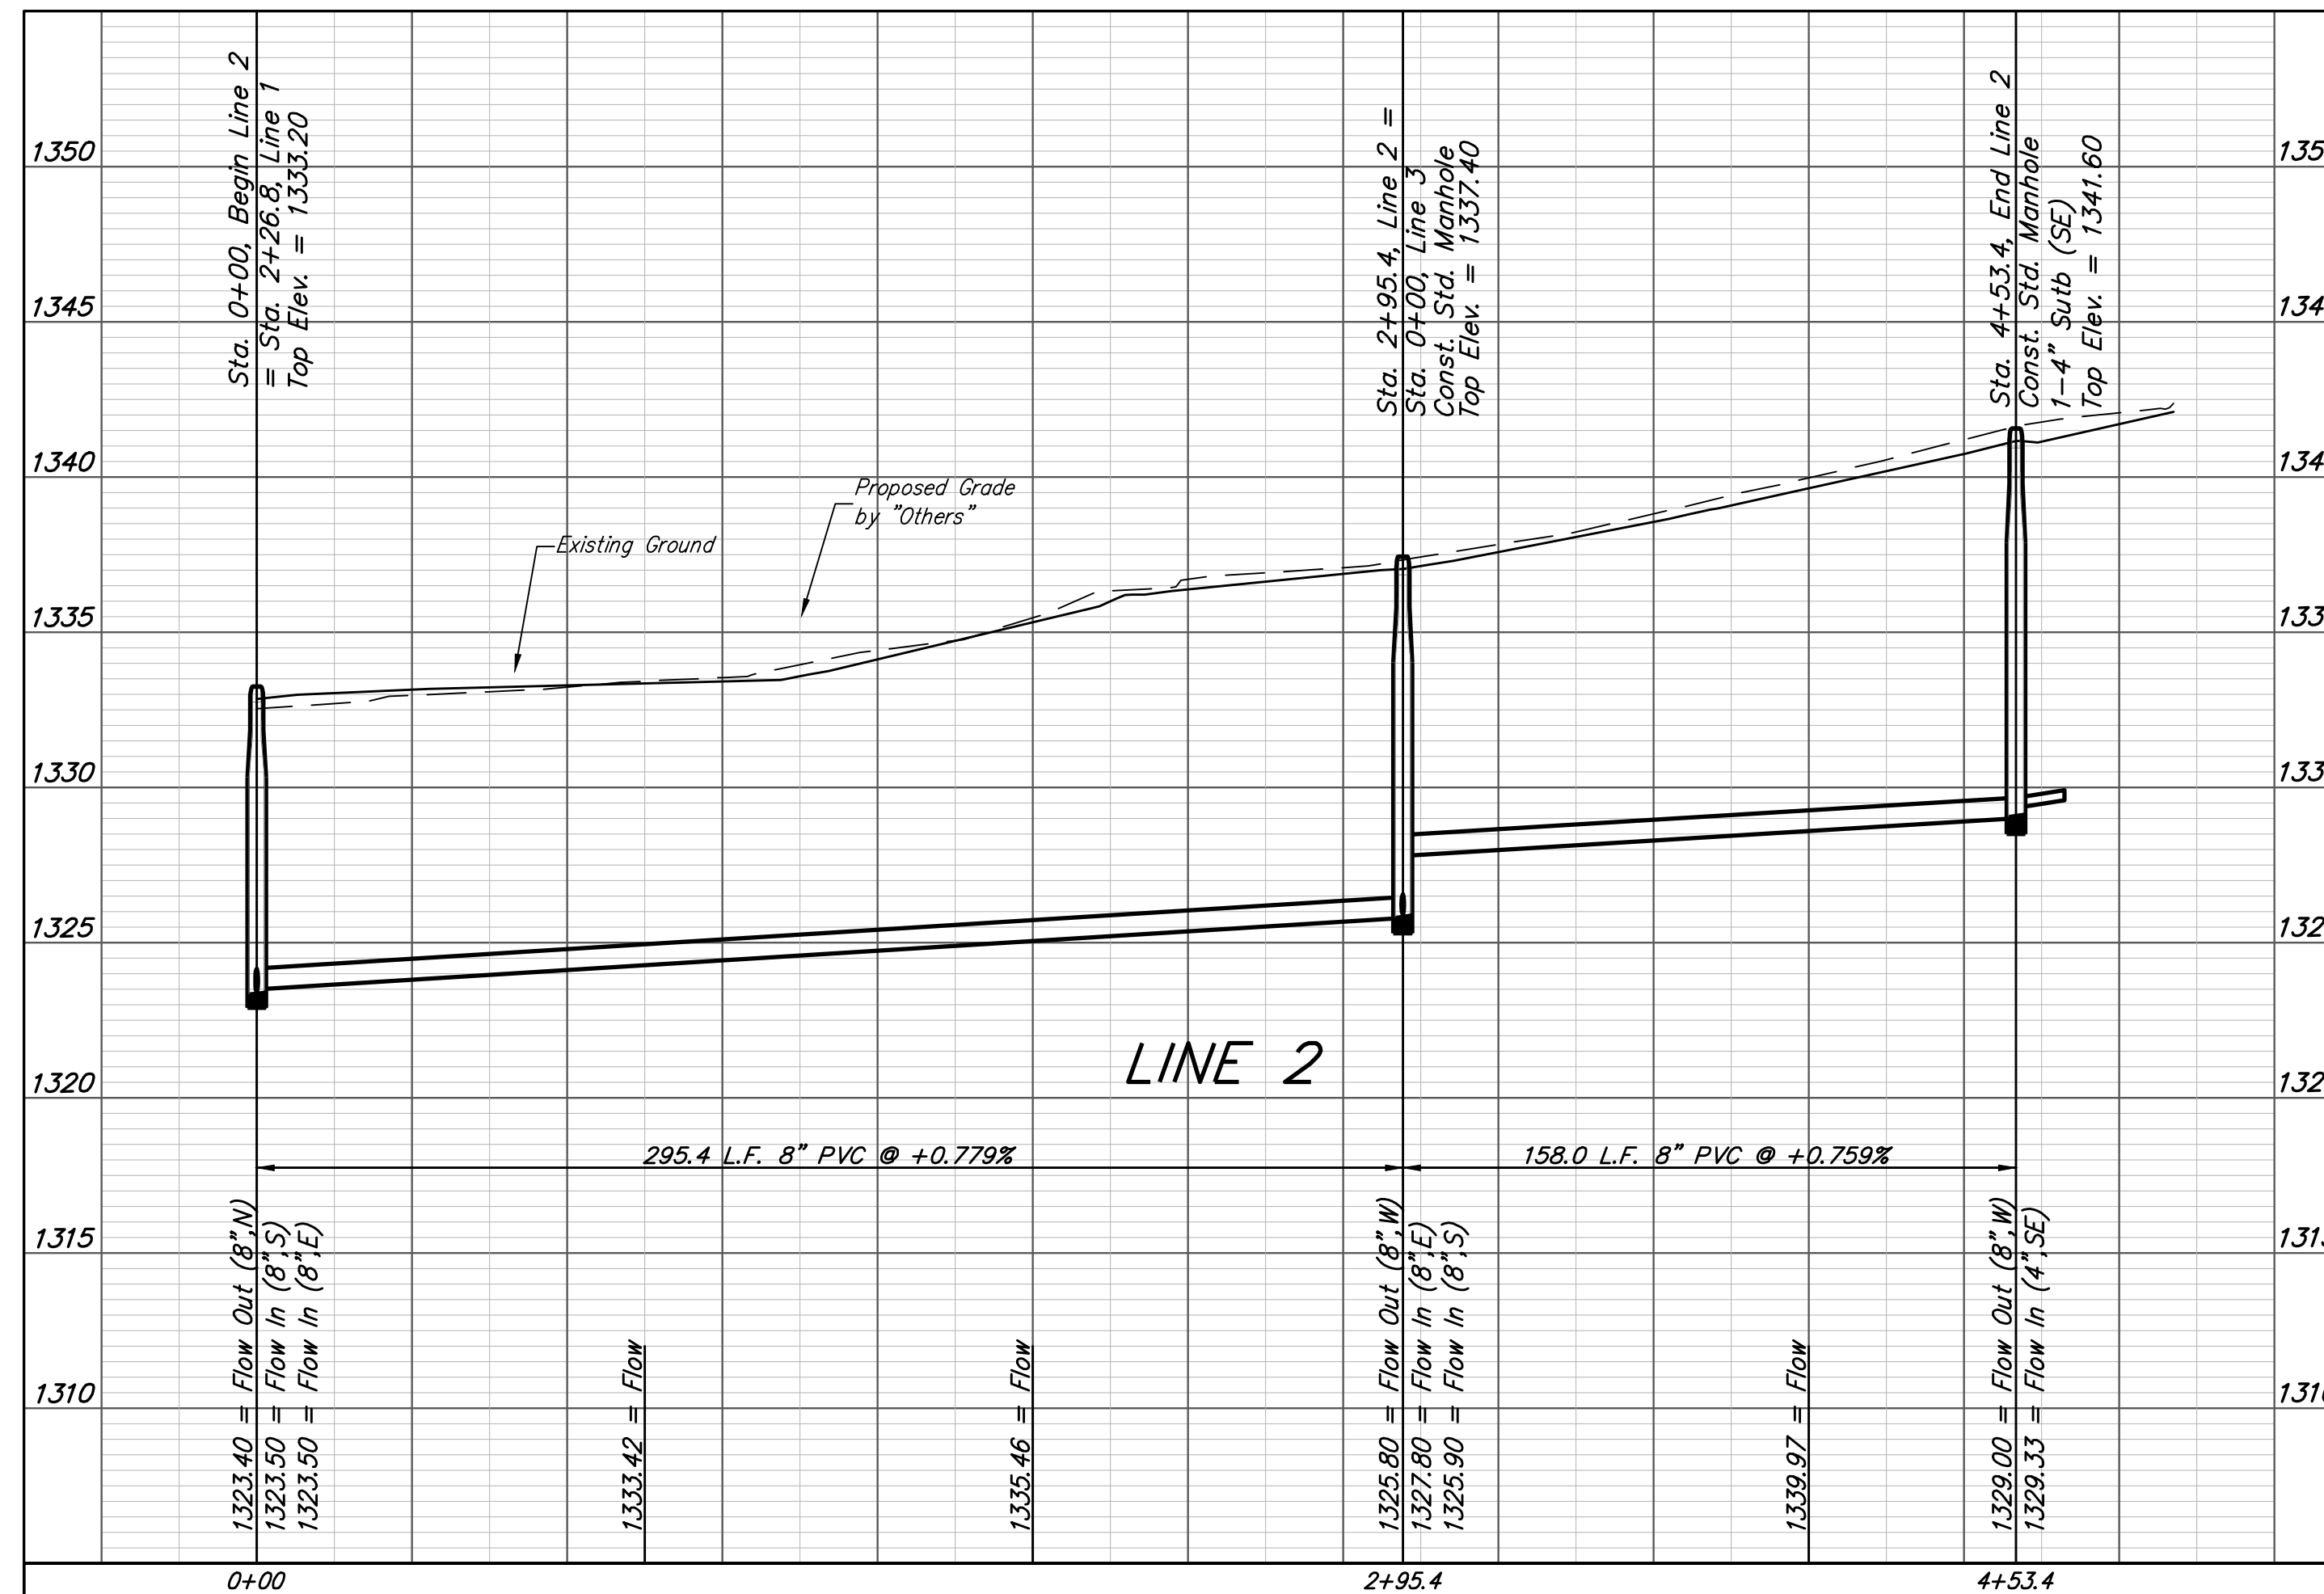 Sta. 0+00, Begin Line 2
= Sta. 2+26.8, Line 1
Top Elev. = 1333.20
Sta. 2+95.4, Line 2 =
Sta. 0+00, Line 3
Const. Std. Manhole
Top Elev. = 1337.40
Sta. 4+53.4, End Line 2
Const. Std. Manhole
1-4" Sutb (SE)
Top Elev. = 1341.60
1350
1345
1340
1335
1330
1325
1320
1315
1310
135
134
134
133
133
132
132
131
131
Proposed Grade
by "Others"
Existing Ground
LINE 2
295.4 L.F. 8" PVC @ +0.779%
158.0 L.F. 8" PVC @ +0.759%
1323.40 = Flow Out (8",N)
1323.50 = Flow In (8",S)
1323.50 = Flow In (8",E)
1333.42 = Flow
1335.46 = Flow
1325.80 = Flow Out (8",W)
1327.80 = Flow In (8",E)
1325.90 = Flow In (8",S)
1339.97 = Flow
1329.00 = Flow Out (8",W)
1329.33 = Flow In (4",SE)
0+00
2+95.4
4+53.4